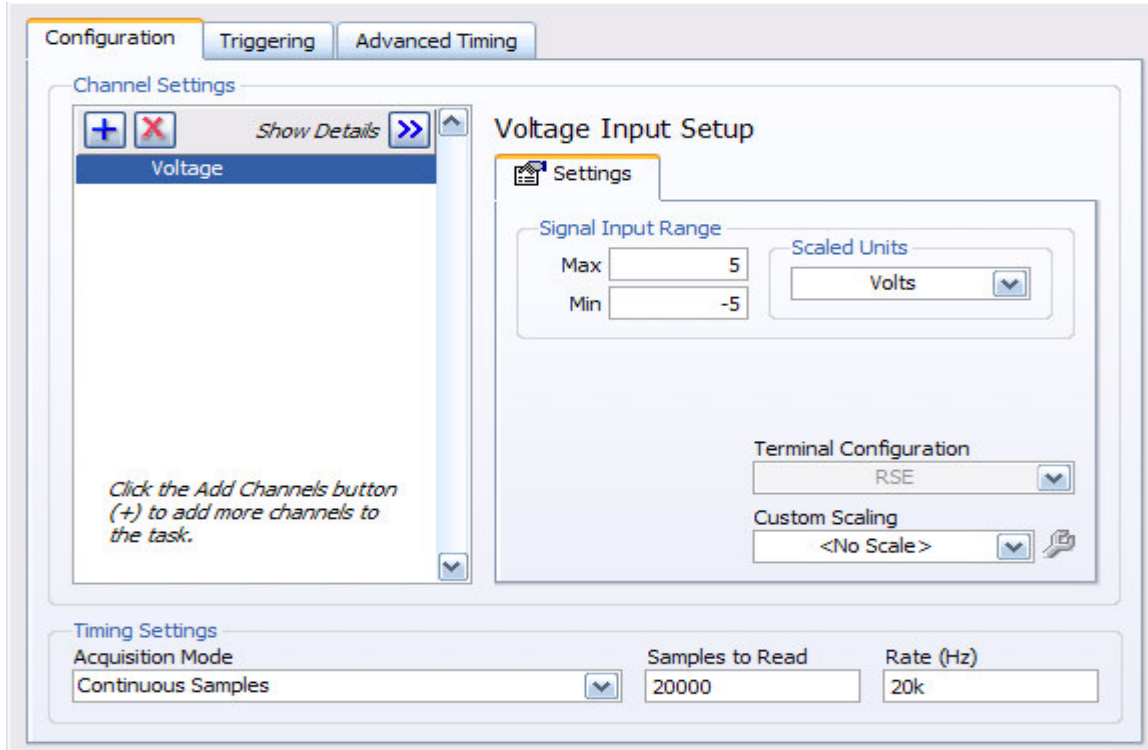 Configuration
Triggering
Advanced Timing
Channel Settings
Show Details
Voltage
Click the Add Channels button
(+) to add more channels to
the task.
Voltage Input Setup
Settings
Signal Input Range
Max 5
Min -5
Scaled Units
Volts
Terminal Configuration
RSE
Custom Scaling
<No Scale>
Timing Settings
Acquisition Mode
Continuous Samples
Samples to Read
20000
Rate (Hz)
20k